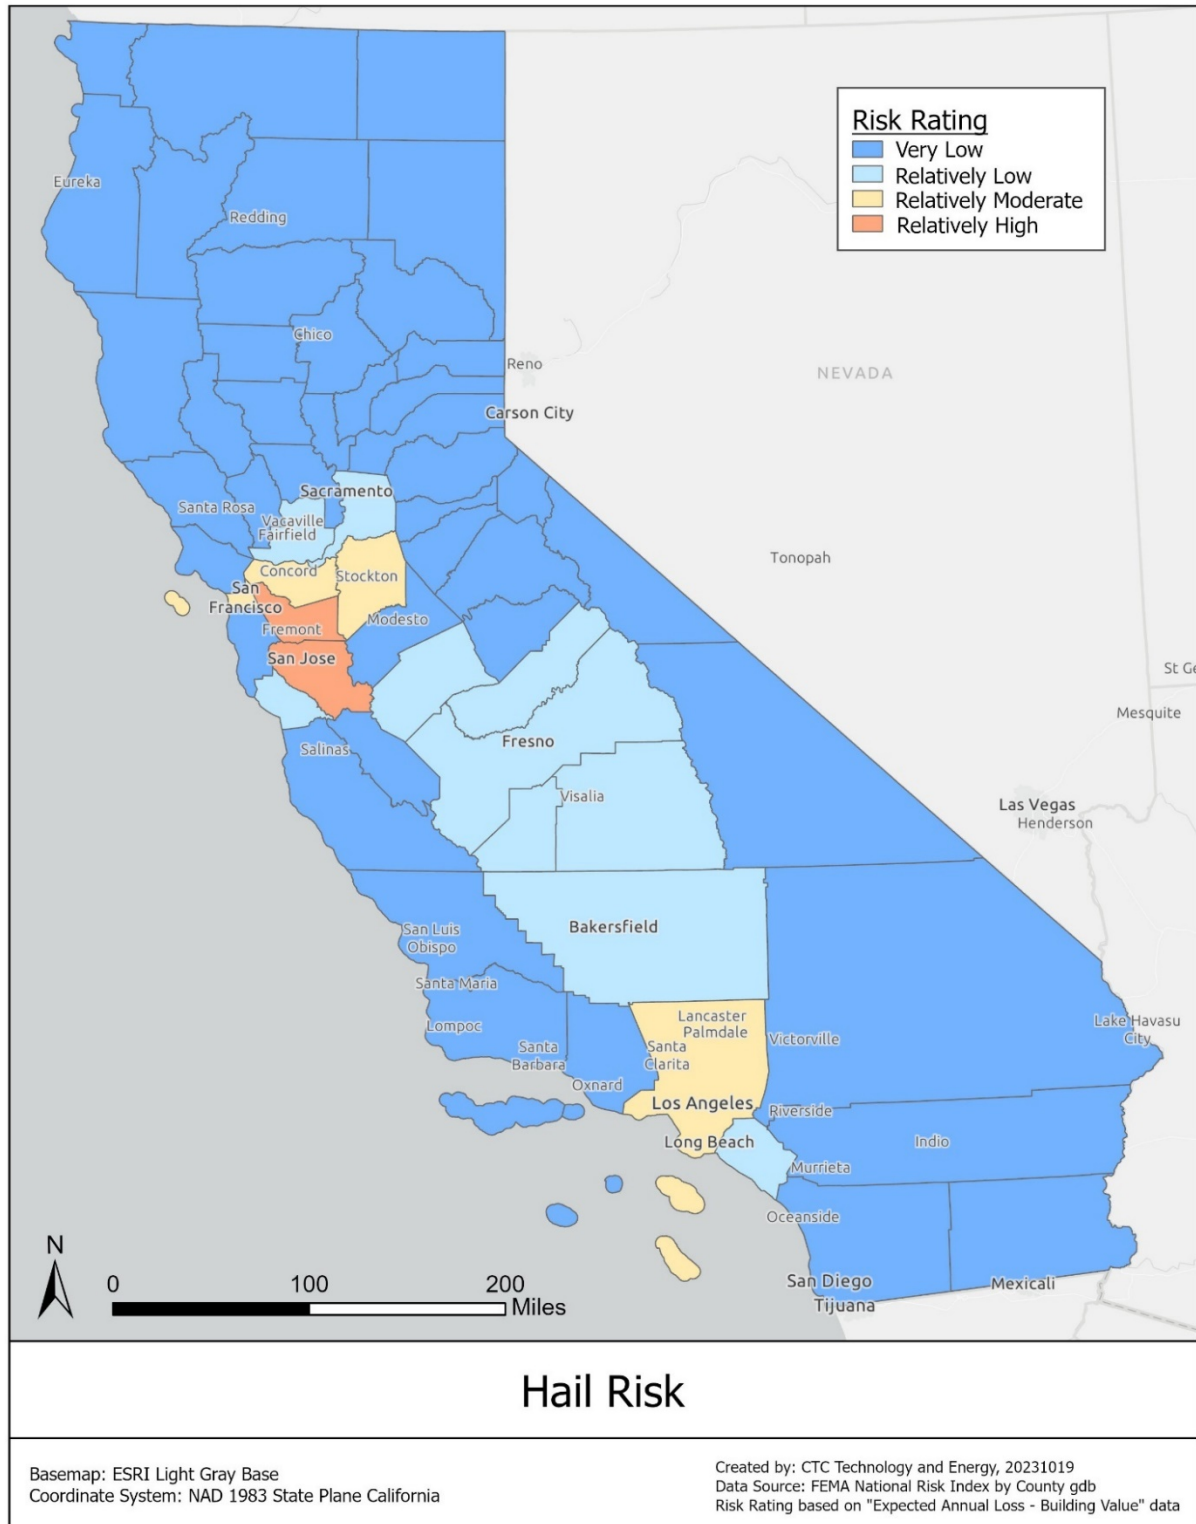 Risk Rating
Very Low
Relatively Low
Relatively Moderate
Relatively High
Eureka
Redding
Chico
Reno
NEVADA
Carson City
Sacramento
Santa Rosa
Vacaville
Fairfield
Tonopah
Concord
Stockton
San
Francisco
Modesto
Fremont
San Jose
St Ge
Mesquite
Salinas
Fresno
Visalia
Las Vegas
Henderson
Bakersfield
San Luis
Obispo
Santa Maria
Lompoc
Lancaster
Palmdale
Lake Havasu
City
Victorville
Santa
Clarita
Santa
Barbara
Oxnard
Los Angeles
Riverside
Long Beach
Indio
Murrieta
Oceanside
San Diego
Mexicali
Tijuana
N
0 100 200
Miles
Hail Risk
Basemap: ESRI Light Gray Base
Coordinate System: NAD 1983 State Plane California
Created by: CTC Technology and Energy, 20231019
Data Source: FEMA National Risk Index by County gdb
Risk Rating based on "Expected Annual Loss - Building Value" data